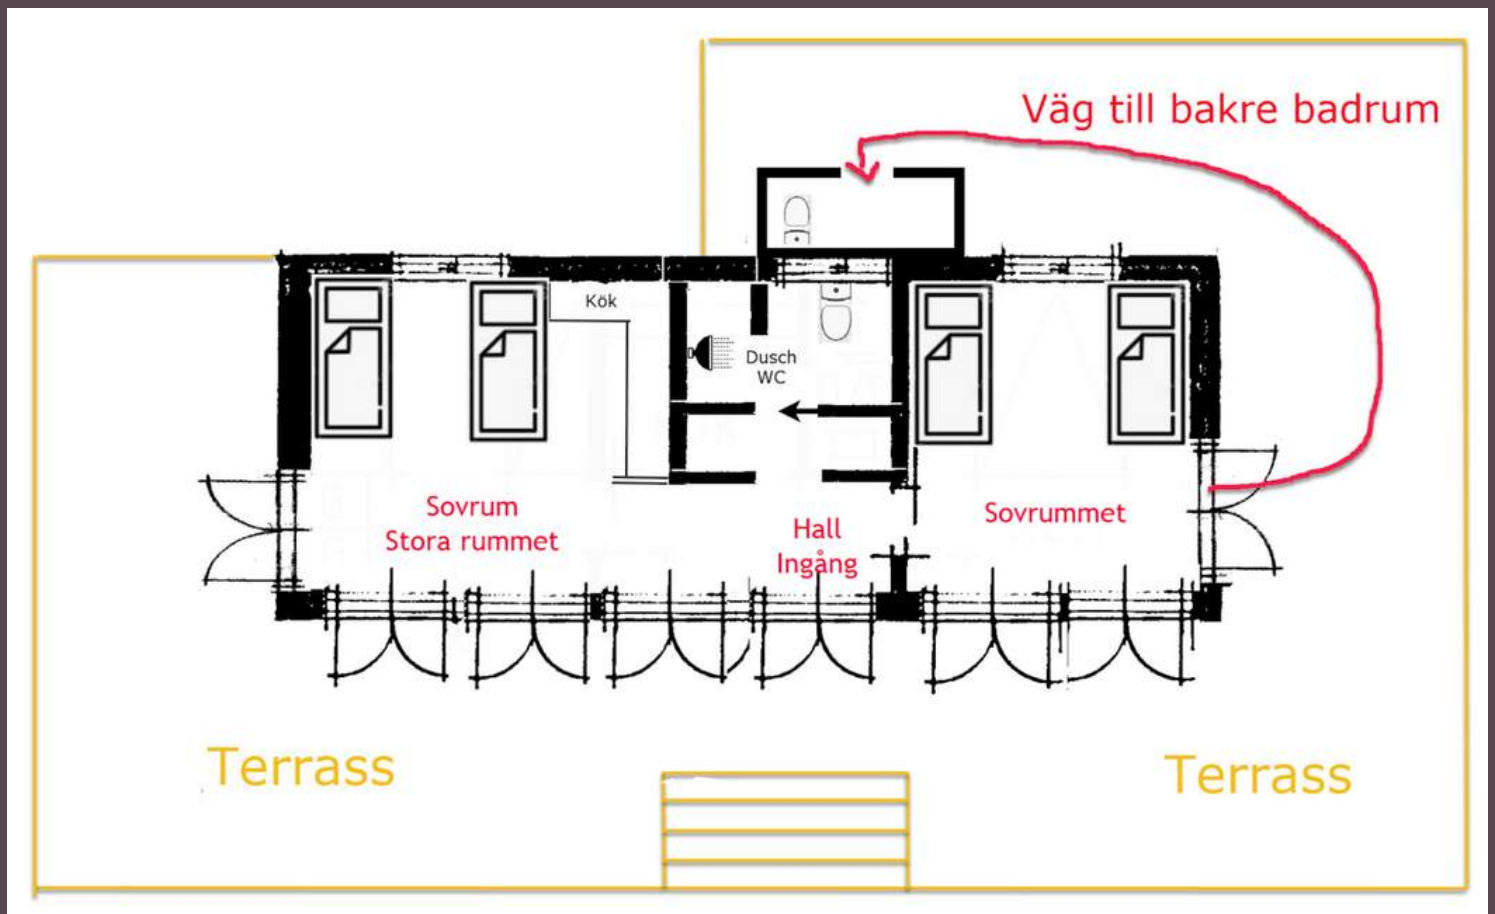 Väg till bakre badrum
Kök
Dusch
WC
Sovrum
Stora rummet
Hall
Ingång
Sovrummet
Terrass
Terrass